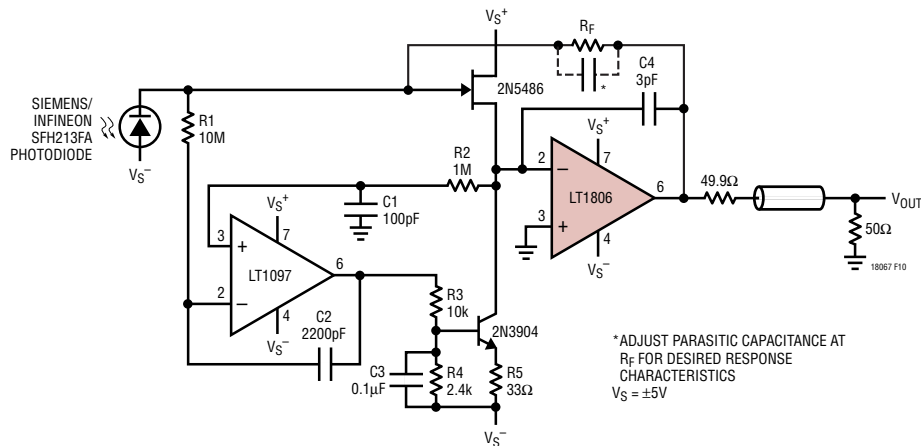 VS+
RF
*
C4
3pF
2N5486
SIEMENS/
INFINEON
SFH213FA
PHOTODIODE
VS−
R1
10M
R2
1M
C1
100pF
VS+
7
3
+
LT1097
6
2
−
4
VS−
C2
2200pF
R3
10k
2N3904
C3
0.1µF
R4
2.4k
R5
33Ω
VS−
VS+
7
2
−
LT1806
6
3
+
4
VS−
49.9Ω
VOUT
50Ω
18067 F10
*ADJUST PARASITIC CAPACITANCE AT
RF FOR DESIRED RESPONSE
CHARACTERISTICS
VS = ±5V